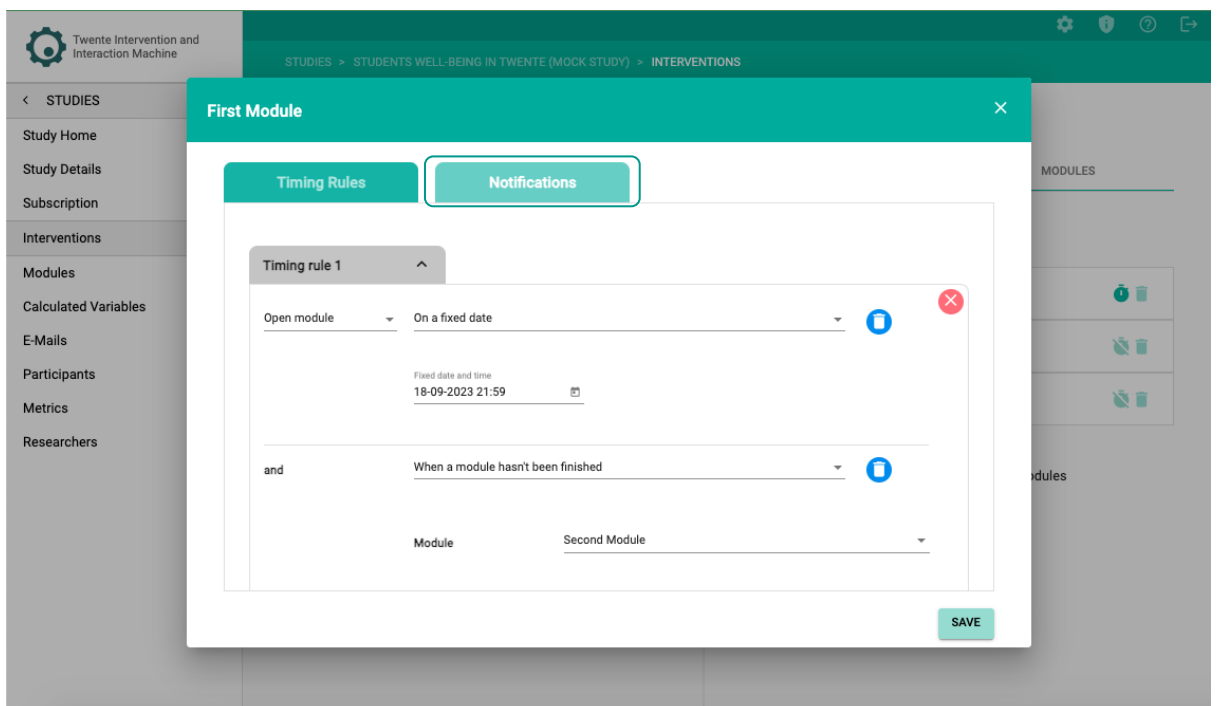 Twente Intervention and
Interaction Machine
STUDIES > STUDENTS WELL-BEING IN TWENTE (MOCK STUDY) > INTERVENTIONS
< STUDIES
Study Home
Study Details
Subscription
Interventions
Modules
Calculated Variables
E-Mails
Participants
Metrics
Researchers
First Module
Timing Rules
Notifications
MODULES
Timing rule 1
Open module
On a fixed date
Fixed date and time
18-09-2023 21:59
and
When a module hasn't been finished
Module
Second Module
SAVE